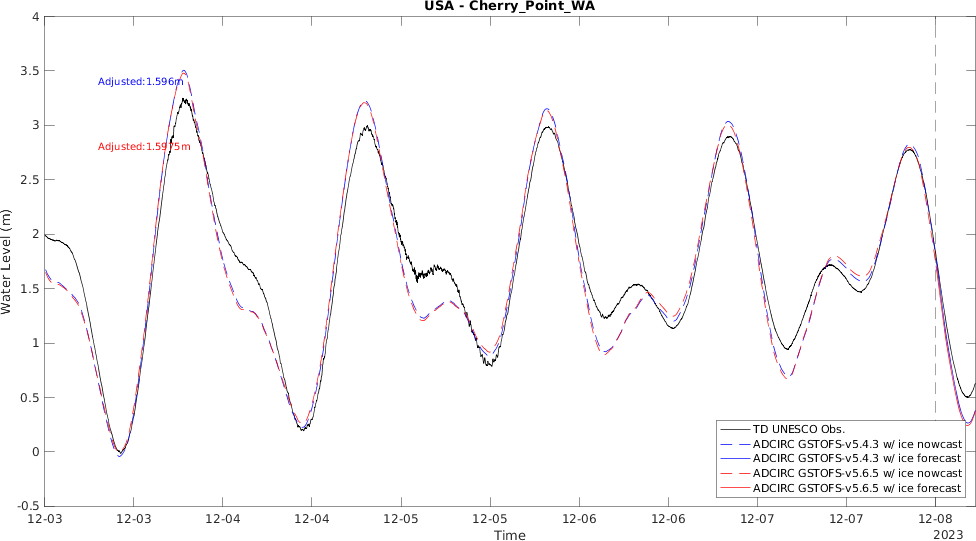 USA - Cherry_Point_WA
4
3.5
3
2.5
2
1.5
1
0.5
0
-0.5
Water Level (m)
Adjusted:1.596m
Adjusted:1.5975m
TD UNESCO Obs.
ADCIRC GSTOFS-v5.4.3 w/ ice nowcast
ADCIRC GSTOFS-v5.4.3 w/ ice forecast
ADCIRC GSTOFS-v5.6.5 w/ ice nowcast
ADCIRC GSTOFS-v5.6.5 w/ ice forecast
12-03 12-03 12-04 12-04 12-05 12-05 12-06 12-06 12-07 12-07 12-08
2023
Time